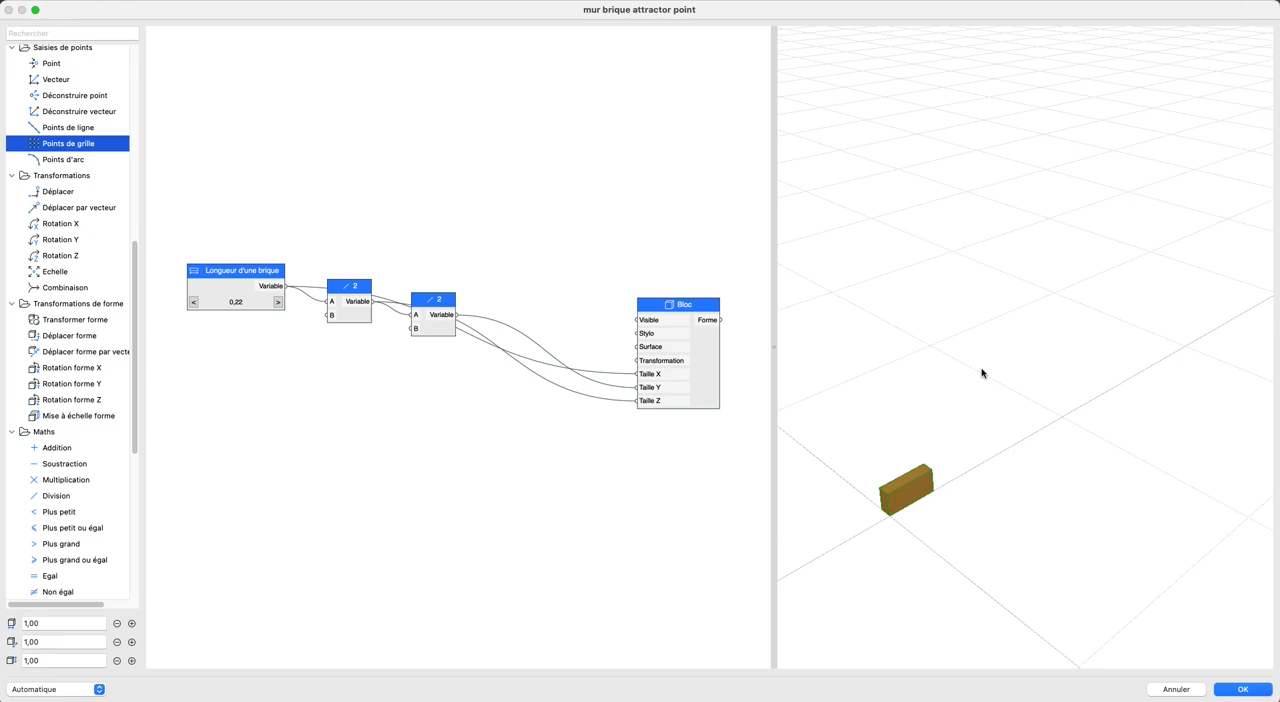 mur brique attractor point
Rechercher
Saisies de points
Point
Vecteur
Déconstruire point
Déconstruire vecteur
Points de ligne
Points de grille
Points d'arc
Transformations
Déplacer
Déplacer par vecteur
Rotation X
Rotation Y
Rotation Z
Echelle
Combinaison
Transformations de forme
Transformer forme
Déplacer forme
Déplacer forme par vecte
Rotation forme X
Rotation forme Y
Rotation forme Z
Mise à échelle forme
Maths
Addition
Soustraction
Multiplication
Division
Plus petit
Plus petit ou égal
Plus grand
Plus grand ou égal
Egal
Non égal
1,00
1,00
1,00
Automatique
Longueur d'une brique
Variable
< 0,22 >
/ 2
A Variable
B
/ 2
A Variable
B
Bloc
Visible Forme
Stylo
Surface
Transformation
Taille X
Taille Y
Taille Z
Annuler OK